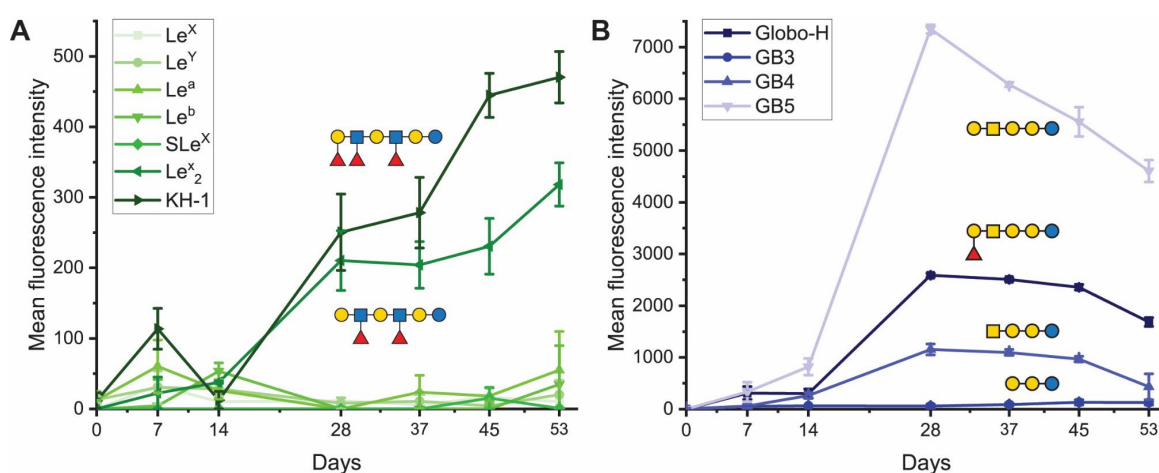 A
Le^X
Le^Y
Le^a
Le^b
SLe^X
Le^x_2
KH-1
500
400
300
200
100
0
Mean fluorescence intensity
0 7 14 28 37 45 53
Days
B
Globo-H
GB3
GB4
GB5
7000
6000
5000
4000
3000
2000
1000
0
Mean fluorescence intensity
0 7 14 28 37 45 53
Days